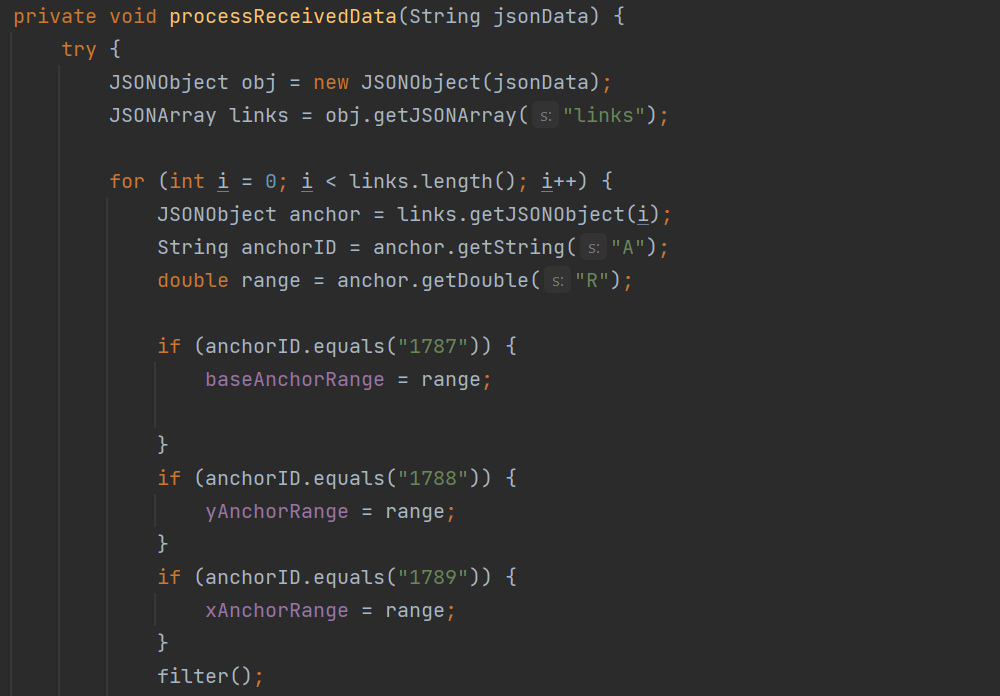 private void processReceivedData(String jsonData) {
    try {
        JSONObject obj = new JSONObject(jsonData);
        JSONArray links = obj.getJSONArray( s: "links");

        for (int i = 0; i < links.length(); i++) {
            JSONObject anchor = links.getJSONObject(i);
            String anchorID = anchor.getString( s: "A");
            double range = anchor.getDouble( s: "R");

            if (anchorID.equals("1787")) {
                baseAnchorRange = range;

            }
            if (anchorID.equals("1788")) {
                yAnchorRange = range;
            }
            if (anchorID.equals("1789")) {
                xAnchorRange = range;
            }
            filter();